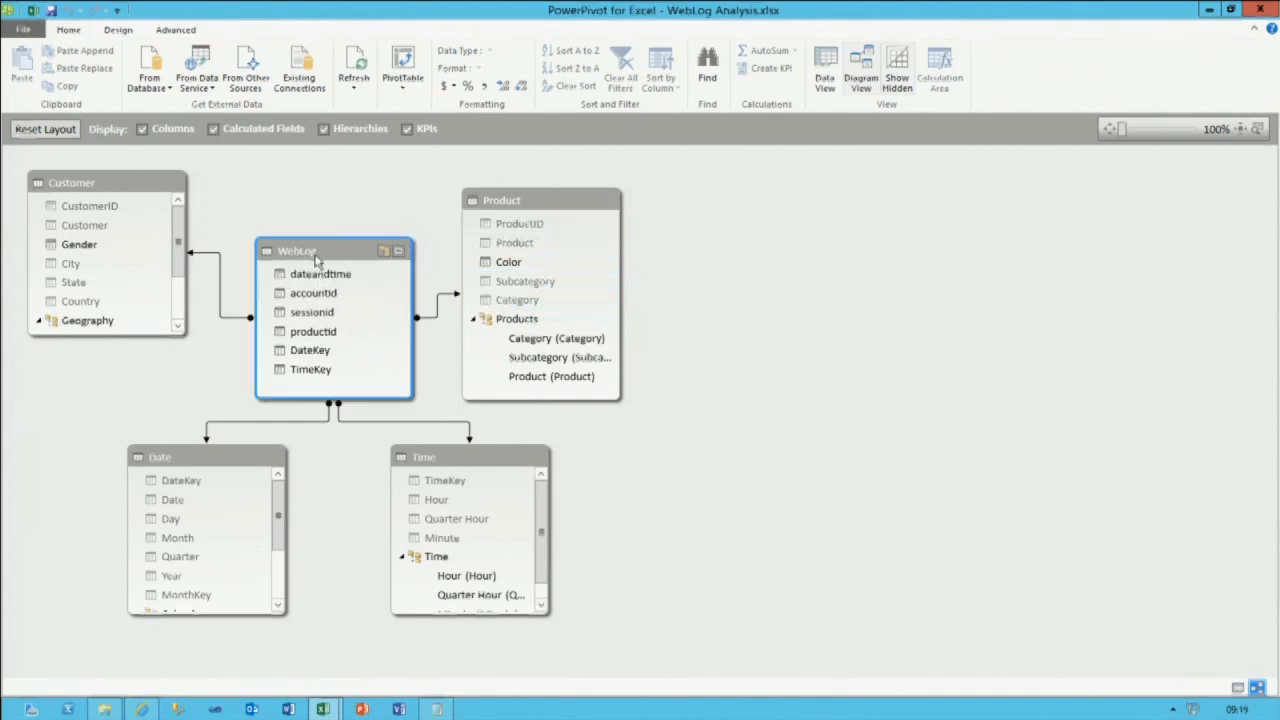 PowerPivot for Excel - WebLog Analysis.xlsx
File Home Design Advanced
Paste
Paste Append
Paste Replace
Copy
Clipboard
From Database
From Data Service
From Other Sources
Existing Connections
Get External Data
Refresh
PivotTable
Data Type :
Format :
$ % ,
Formatting
Sort A to Z
Sort Z to A
Clear Sort
Clear All Filters
Sort by Column
Sort and Filter
Find
Find
AutoSum
Create KPI
Calculations
Data View
Diagram View
Show Hidden
Calculation Area
View
Reset Layout Display: Columns Calculated Fields Hierarchies KPIs 100%
Customer
CustomerID
Customer
Gender
City
State
Country
Geography
WebLog
dateandtime
accountid
sessionid
productid
DateKey
TimeKey
Product
ProductID
Product
Color
Subcategory
Category
Products
Category (Category)
Subcategory (Subca...
Product (Product)
Date
DateKey
Date
Day
Month
Quarter
Year
MonthKey
Time
TimeKey
Hour
Quarter Hour
Minute
Time
Hour (Hour)
Quarter Hour (Q...
09:19